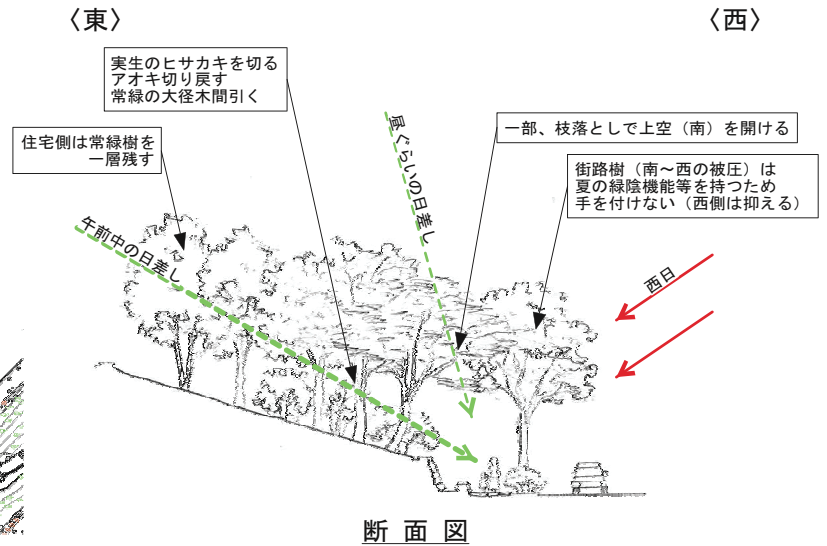 〈東〉
〈西〉
実生のヒサカキを切る
アオキ切り戻す
常緑の大径木間引く
住宅側は常緑樹を
一層残す
一部、枝落としで上空（南）を開ける
街路樹（南～西の被圧）は
夏の緑陰機能等を持つため
手を付けない（西側は抑える）
昼ぐらいの日差し
午前中の日差し
西日
断面図